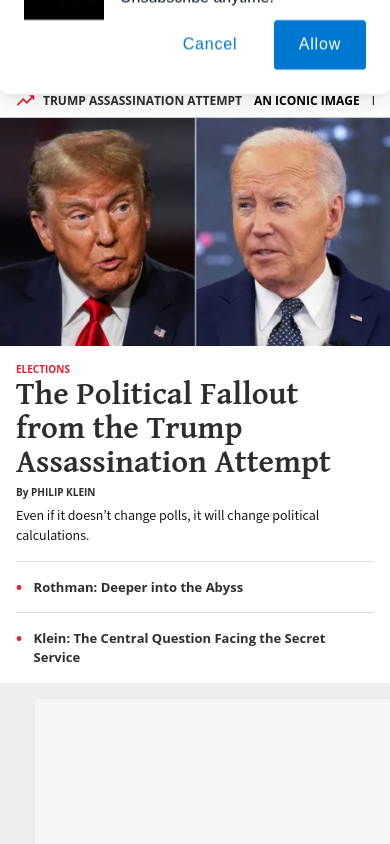 Unsubscribe anytime.
Cancel
Allow
TRUMP ASSASSINATION ATTEMPT AN ICONIC IMAGE
ELECTIONS
The Political Fallout
from the Trump
Assassination Attempt
By PHILIP KLEIN
Even if it doesn’t change polls, it will change political
calculations.
• Rothman: Deeper into the Abyss
• Klein: The Central Question Facing the Secret
Service